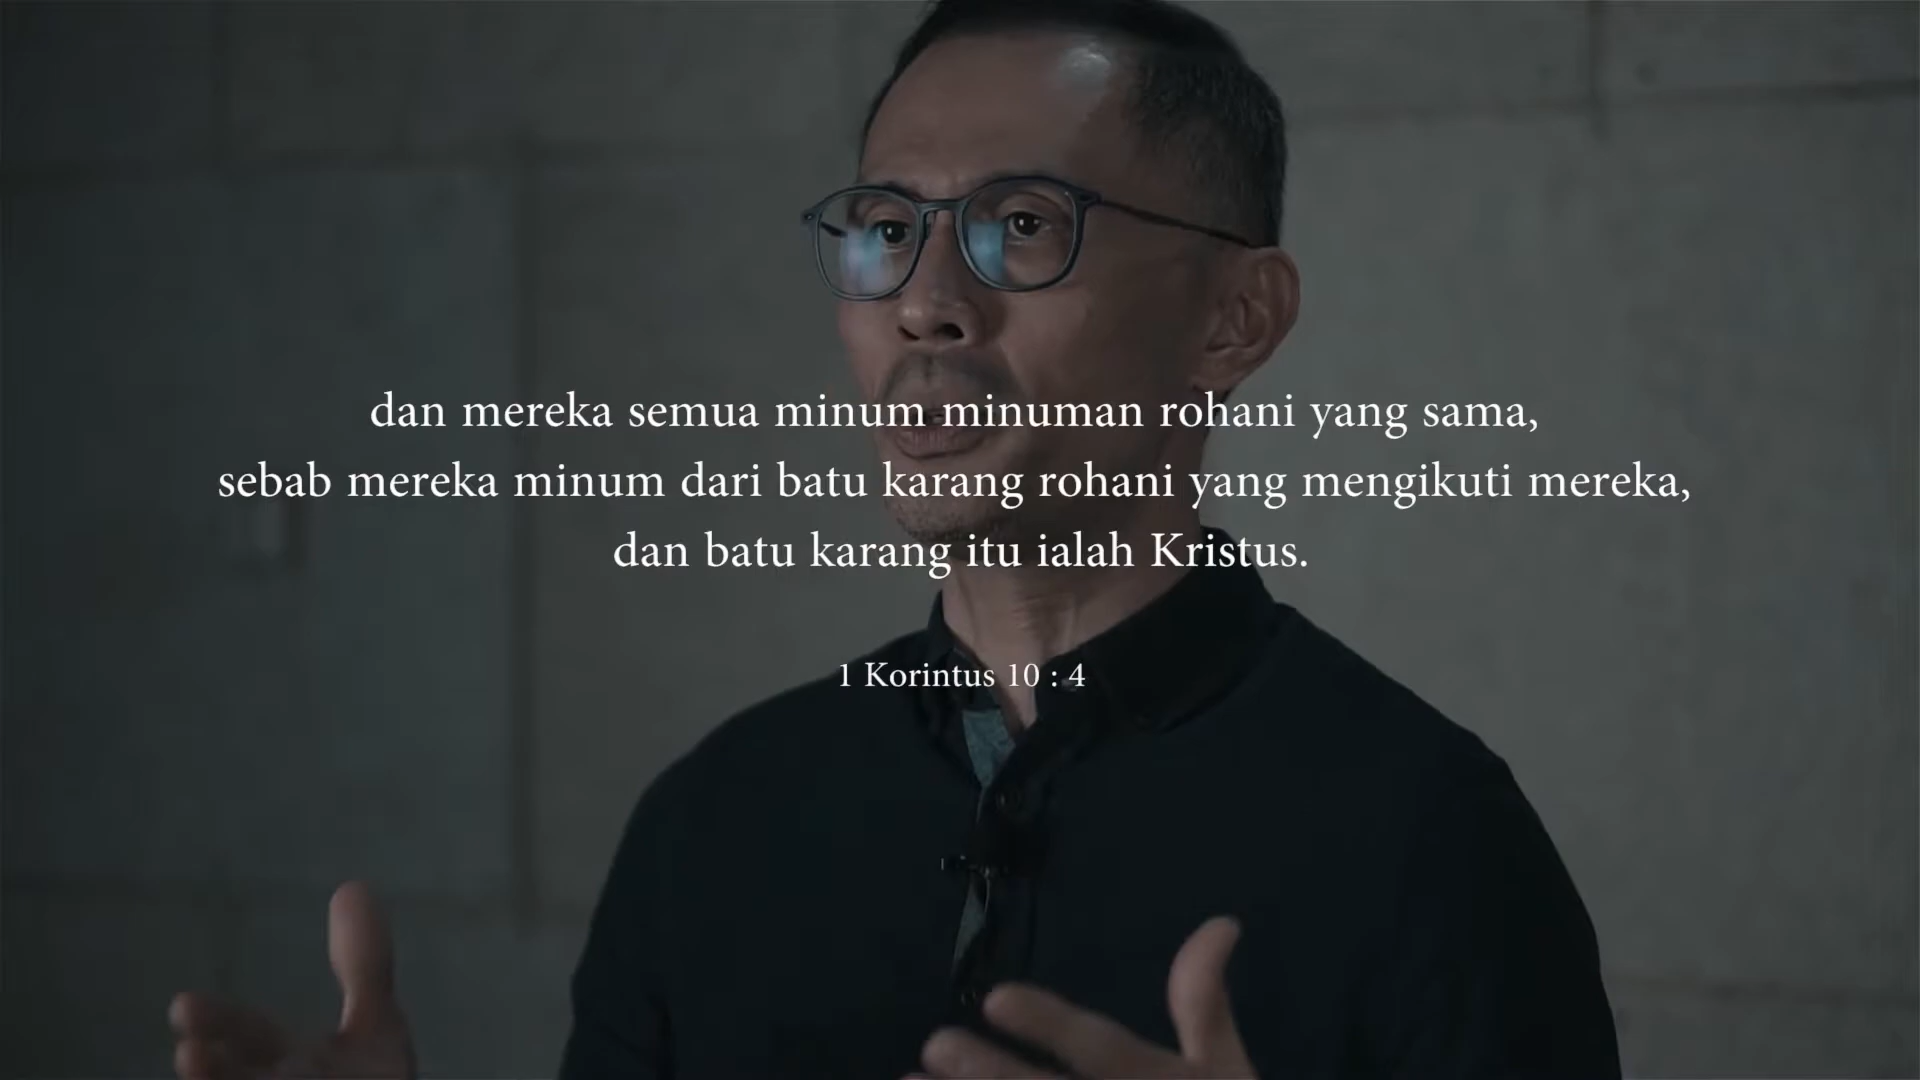 dan mereka semua minum minuman rohani yang sama,
sebab mereka minum dari batu karang rohani yang mengikuti mereka,
dan batu karang itu ialah Kristus.
1 Korintus 10 : 4